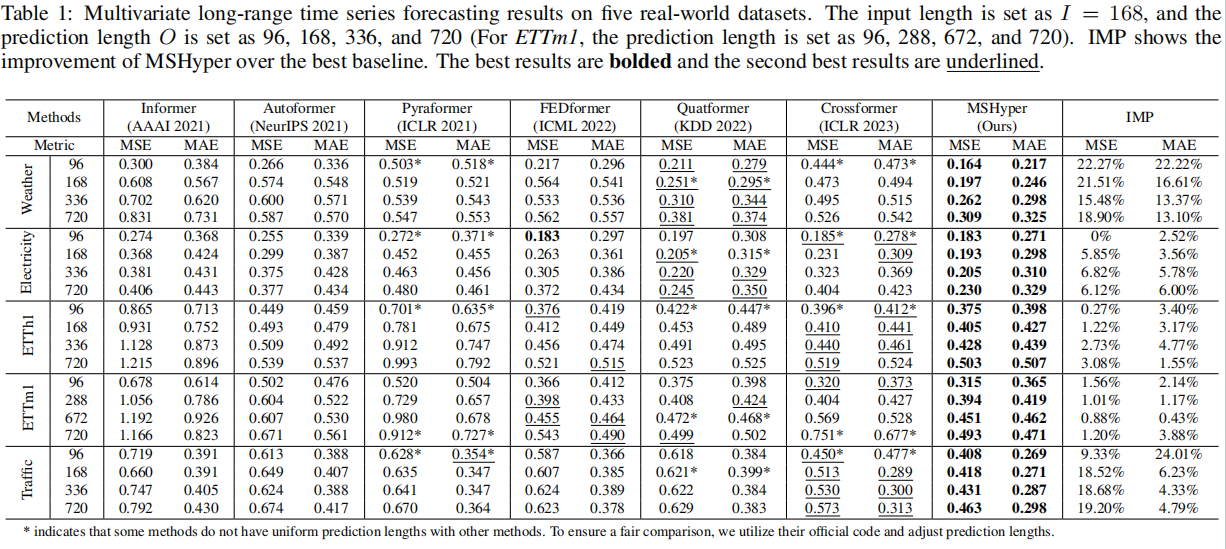 Table 1: Multivariate long-range time series forecasting results on five real-world datasets. The input length is set as I = 168, and the
prediction length O is set as 96, 168, 336, and 720 (For ETTm1, the prediction length is set as 96, 288, 672, and 720). IMP shows the
improvement of MSHyper over the best baseline. The best results are bolded and the second best results are underlined.
Methods Informer (AAAI 2021) Autoformer (NeurIPS 2021) Pyraformer (ICLR 2021) FEDformer (ICML 2022) Quatformer (KDD 2022) Crossformer (ICLR 2023) MSHyper (Ours) IMP
Metric MSE MAE MSE MAE MSE MAE MSE MAE MSE MAE MSE MAE MSE MAE MSE MAE
Weather
96 0.300 0.384 0.266 0.336 0.503* 0.518* 0.217 0.296 0.211 0.279 0.444* 0.473* 0.164 0.217 22.27% 22.22%
168 0.608 0.567 0.574 0.548 0.519 0.521 0.564 0.541 0.251* 0.295* 0.473 0.494 0.197 0.246 21.51% 16.61%
336 0.702 0.620 0.600 0.571 0.539 0.543 0.533 0.536 0.310 0.344 0.495 0.515 0.262 0.298 15.48% 13.37%
720 0.831 0.731 0.587 0.570 0.547 0.553 0.562 0.557 0.381 0.374 0.526 0.542 0.309 0.325 18.90% 13.10%
Electricity
96 0.274 0.368 0.255 0.339 0.272* 0.371* 0.183 0.297 0.197 0.308 0.185* 0.278* 0.183 0.271 0% 2.52%
168 0.368 0.424 0.299 0.387 0.452 0.455 0.263 0.361 0.205* 0.315* 0.231 0.309 0.193 0.298 5.85% 3.56%
336 0.381 0.431 0.375 0.428 0.463 0.456 0.305 0.386 0.220 0.329 0.323 0.369 0.205 0.310 6.82% 5.78%
720 0.406 0.443 0.377 0.434 0.480 0.461 0.372 0.434 0.245 0.350 0.404 0.423 0.230 0.329 6.12% 6.00%
ETTh1
96 0.865 0.713 0.449 0.459 0.701* 0.635* 0.376 0.419 0.422* 0.447* 0.396* 0.412* 0.375 0.398 0.27% 3.40%
168 0.931 0.752 0.493 0.479 0.781 0.675 0.412 0.449 0.453 0.489 0.410 0.441 0.405 0.427 1.22% 3.17%
336 1.128 0.873 0.509 0.492 0.912 0.747 0.456 0.474 0.491 0.495 0.440 0.461 0.428 0.439 2.73% 4.77%
720 1.215 0.896 0.539 0.537 0.993 0.792 0.521 0.515 0.523 0.525 0.519 0.524 0.503 0.507 3.08% 1.55%
ETTm1
96 0.678 0.614 0.502 0.476 0.520 0.504 0.366 0.412 0.375 0.398 0.320 0.373 0.315 0.365 1.56% 2.14%
288 1.056 0.786 0.604 0.522 0.729 0.657 0.398 0.433 0.408 0.424 0.404 0.427 0.394 0.419 1.01% 1.17%
672 1.192 0.926 0.607 0.530 0.980 0.678 0.455 0.464 0.472* 0.468* 0.569 0.528 0.451 0.462 0.88% 0.43%
720 1.166 0.823 0.671 0.561 0.912* 0.727* 0.543 0.490 0.499 0.502 0.751* 0.677* 0.493 0.471 1.20% 3.88%
Traffic
96 0.719 0.391 0.613 0.388 0.628* 0.354* 0.587 0.366 0.618 0.384 0.450* 0.477* 0.408 0.269 9.33% 24.01%
168 0.660 0.391 0.649 0.407 0.635 0.347 0.607 0.385 0.621* 0.399* 0.513 0.289 0.418 0.271 18.52% 6.23%
336 0.747 0.405 0.624 0.388 0.641 0.347 0.624 0.389 0.622 0.384 0.530 0.300 0.431 0.287 18.68% 4.33%
720 0.792 0.430 0.674 0.417 0.670 0.364 0.623 0.378 0.629 0.383 0.573 0.313 0.463 0.298 19.20% 4.79%
* indicates that some methods do not have uniform prediction lengths with other methods. To ensure a fair comparison, we utilize their official code and adjust prediction lengths.